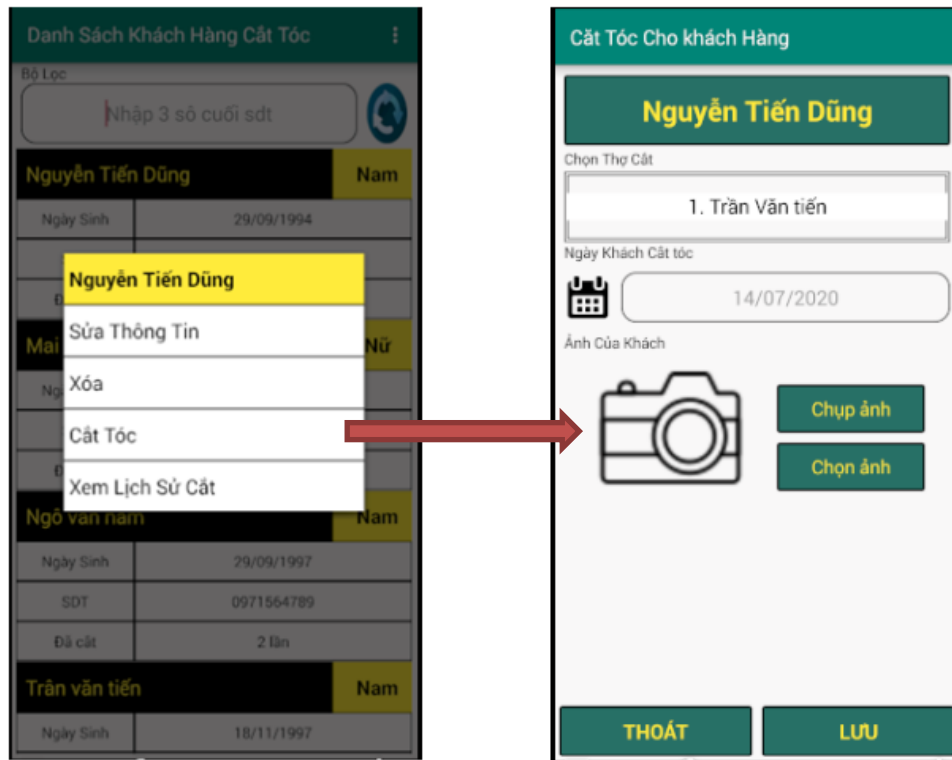 Danh Sách Khách Hàng Cắt Tóc
Bộ Lọc
Nhập 3 số cuối sdt
Nguyễn Tiến Dũng Nam
Ngày Sinh 29/09/1994
Nguyễn Tiến Dũng
Sửa Thông Tin
Mai Nữ
Xóa
Cắt Tóc
Xem Lịch Sử Cắt
Ngô văn nam Nam
Ngày Sinh 29/09/1997
SDT 0971564789
Đã cắt 2 lần
Trần văn tiến Nam
Ngày Sinh 18/11/1997
Cắt Tóc Cho khách Hàng
Nguyễn Tiến Dũng
Chọn Thợ Cắt
1. Trần Văn tiến
Ngày Khách Cắt tóc
14/07/2020
Ảnh Của Khách
Chụp ảnh
Chọn ảnh
THOÁT LƯU